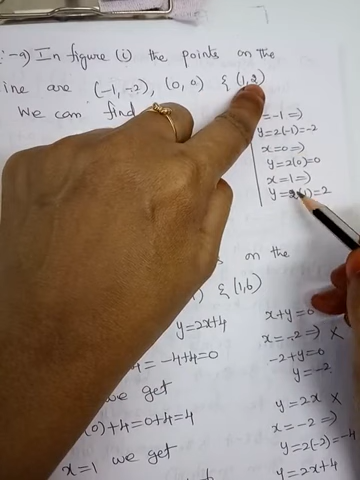 :-a) In figure (i) the points on the
ine are (-1,-2), (0,0) & (1,2)
We can find
= -1 =)
y=2(-1)=-2
x=0=)
y=2(0)=0
x=1=)
y=2(1)=2
on the
) & (1,6)
y=2x+4
= -4+4=0
we get
(0)+4=0+4=4
x=1 we get
x+y=0
x=-2=) ×
-2+y=0
y=-2
y=2x ×
x=-2=)
y=2(-2)=-4
y=2x+4